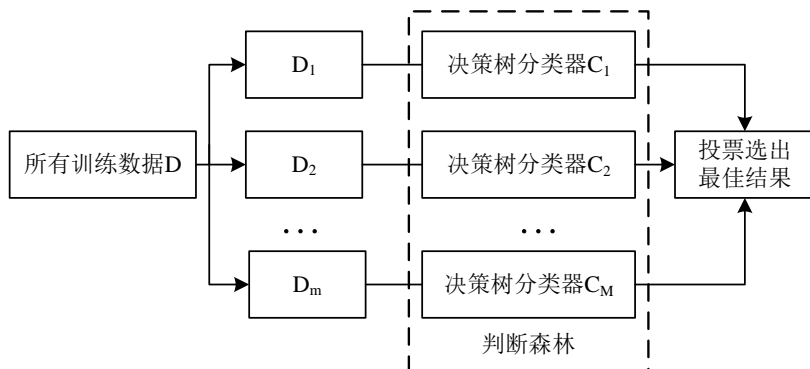 D₁
决策树分类器C₁
所有训练数据D
D₂
决策树分类器C₂
投票选出
最佳结果
...
...
Dₘ
决策树分类器C_M
判断森林